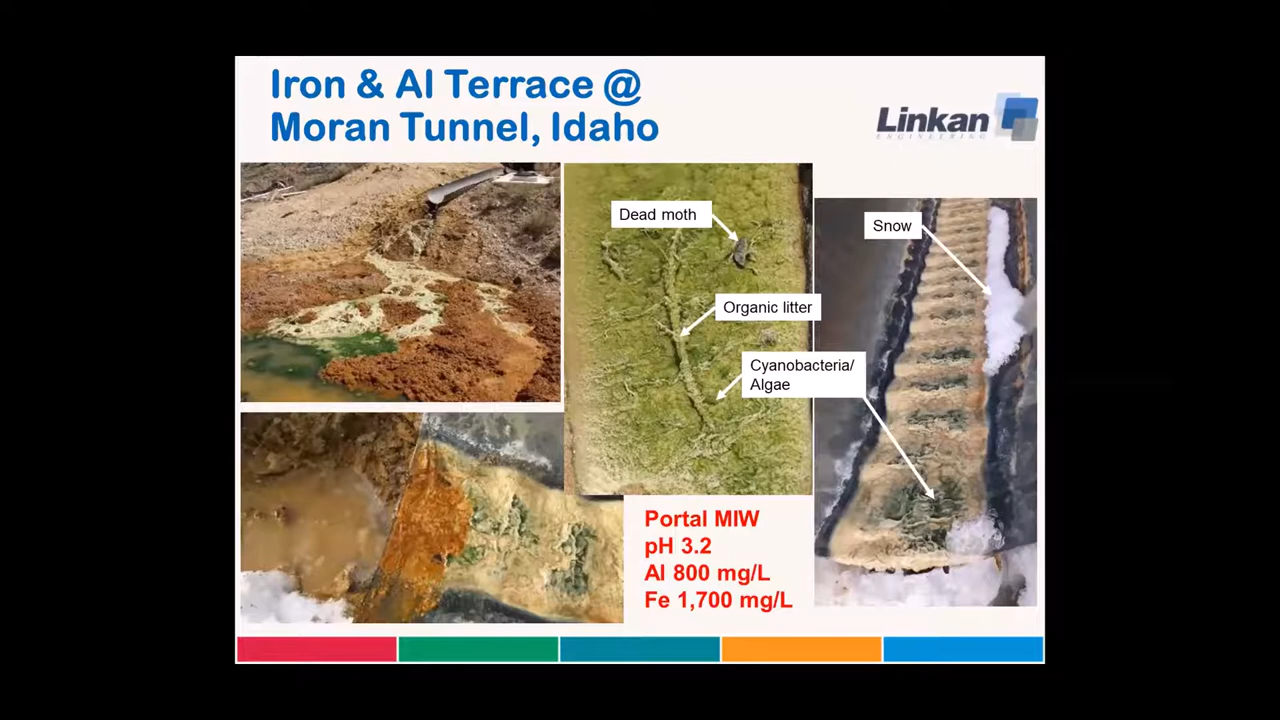 Iron & Al Terrace @
Moran Tunnel, Idaho
Linkan
ENGINEERING
Dead moth
Organic litter
Cyanobacteria/
Algae
Snow
Portal MIW
pH 3.2
Al 800 mg/L
Fe 1,700 mg/L